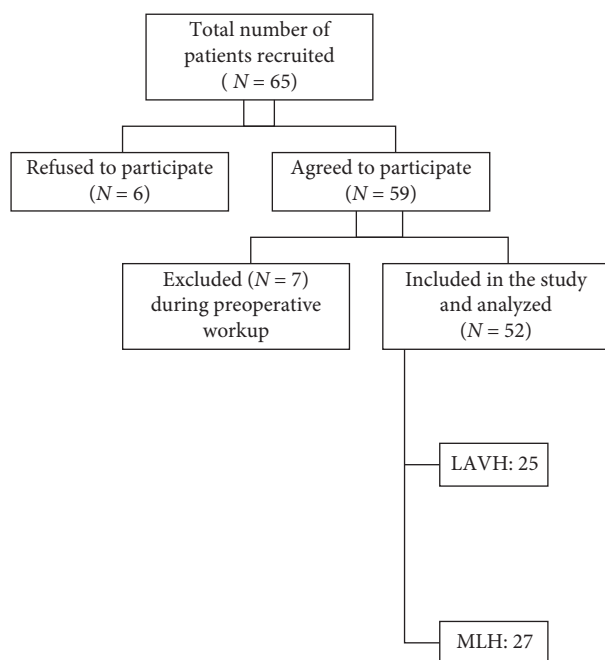 Total number of
patients recruited
( N = 65)
Refused to participate
(N = 6)
Agreed to participate
(N = 59)
Excluded (N = 7)
during preoperative
workup
Included in the study
and analyzed
(N = 52)
LAVH: 25
MLH: 27